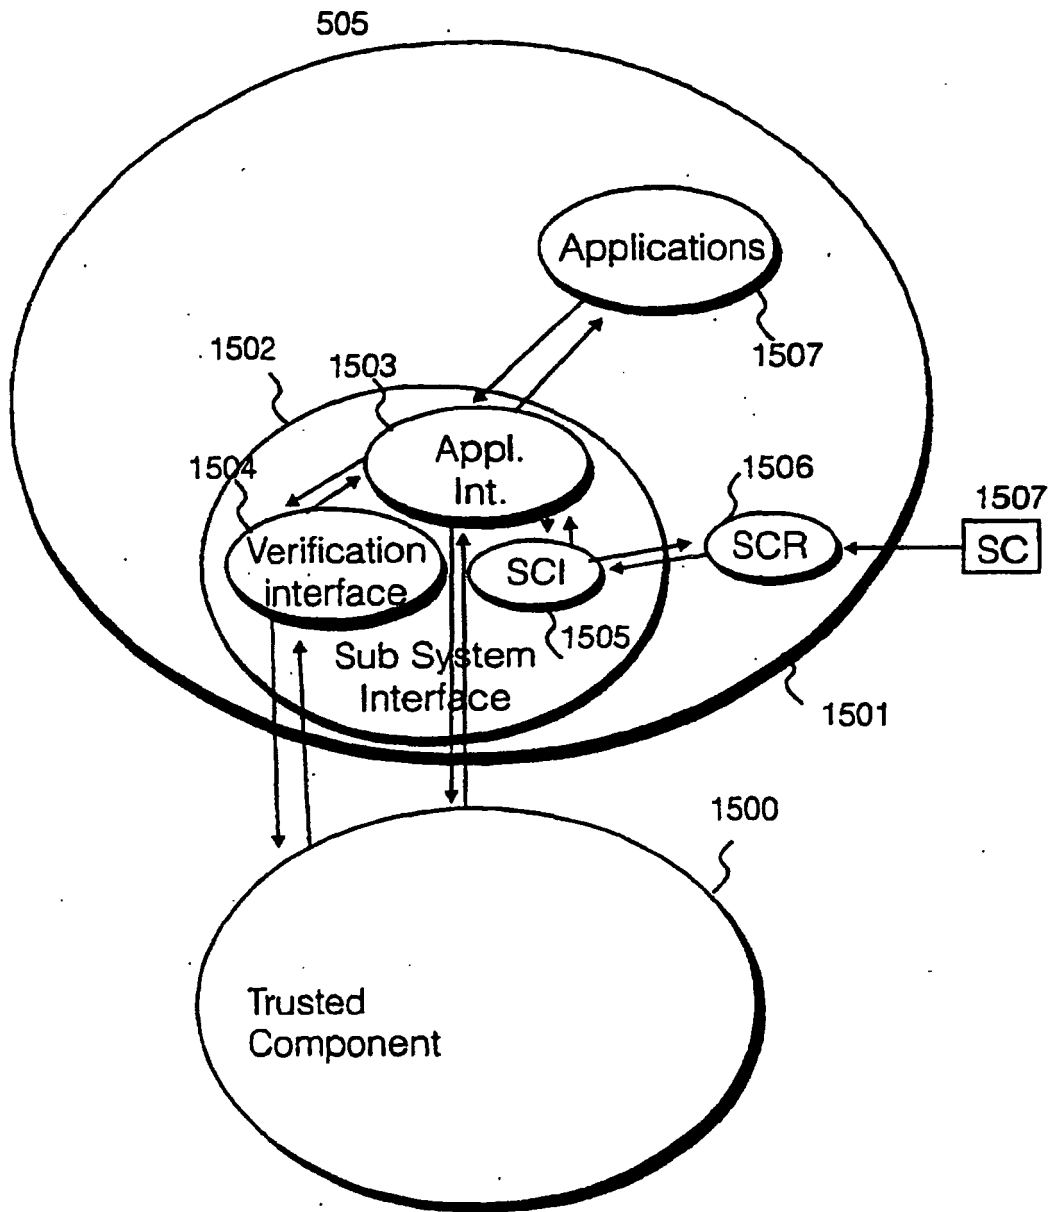 505
Applications
1507
1502
1503
Appl.
Int.
1504
1506
1507
SC
SCR
Verification
interface
SCI
1505
Sub System
Interface
1501
1500
Trusted
Component